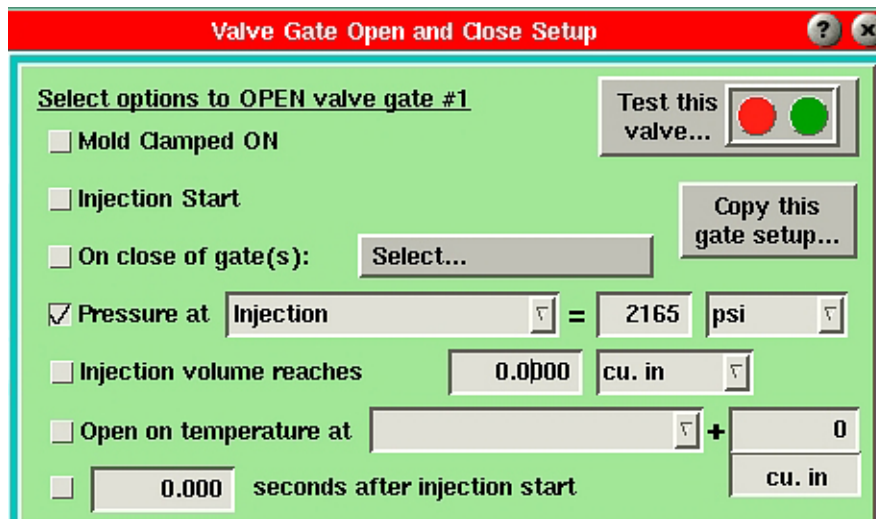 Valve Gate Open and Close Setup ? x
Select options to OPEN valve gate #1
Test this
valve...
Mold Clamped ON
Injection Start
Copy this
gate setup...
On close of gate(s): Select...
Pressure at Injection = 2165 psi
Injection volume reaches 0.0000 cu. in
Open on temperature at + 0
cu. in
0.000 seconds after injection start